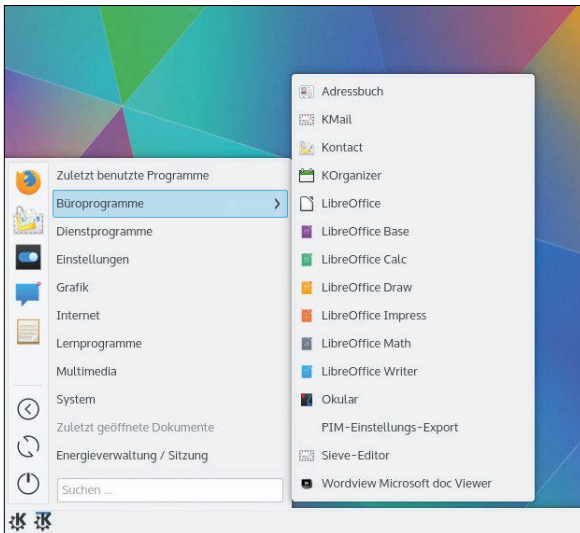 Zuletzt benutzte Programme
Büroprogramme
Dienstprogramme
Einstellungen
Grafik
Internet
Lernprogramme
Multimedia
System
Zuletzt geöffnete Dokumente
Energieverwaltung / Sitzung
Suchen ...
Adressbuch
KMail
Kontact
KOrganizer
LibreOffice
LibreOffice Base
LibreOffice Calc
LibreOffice Draw
LibreOffice Impress
LibreOffice Math
LibreOffice Writer
Okular
PIM-Einstellungs-Export
Sieve-Editor
Wordview Microsoft doc Viewer